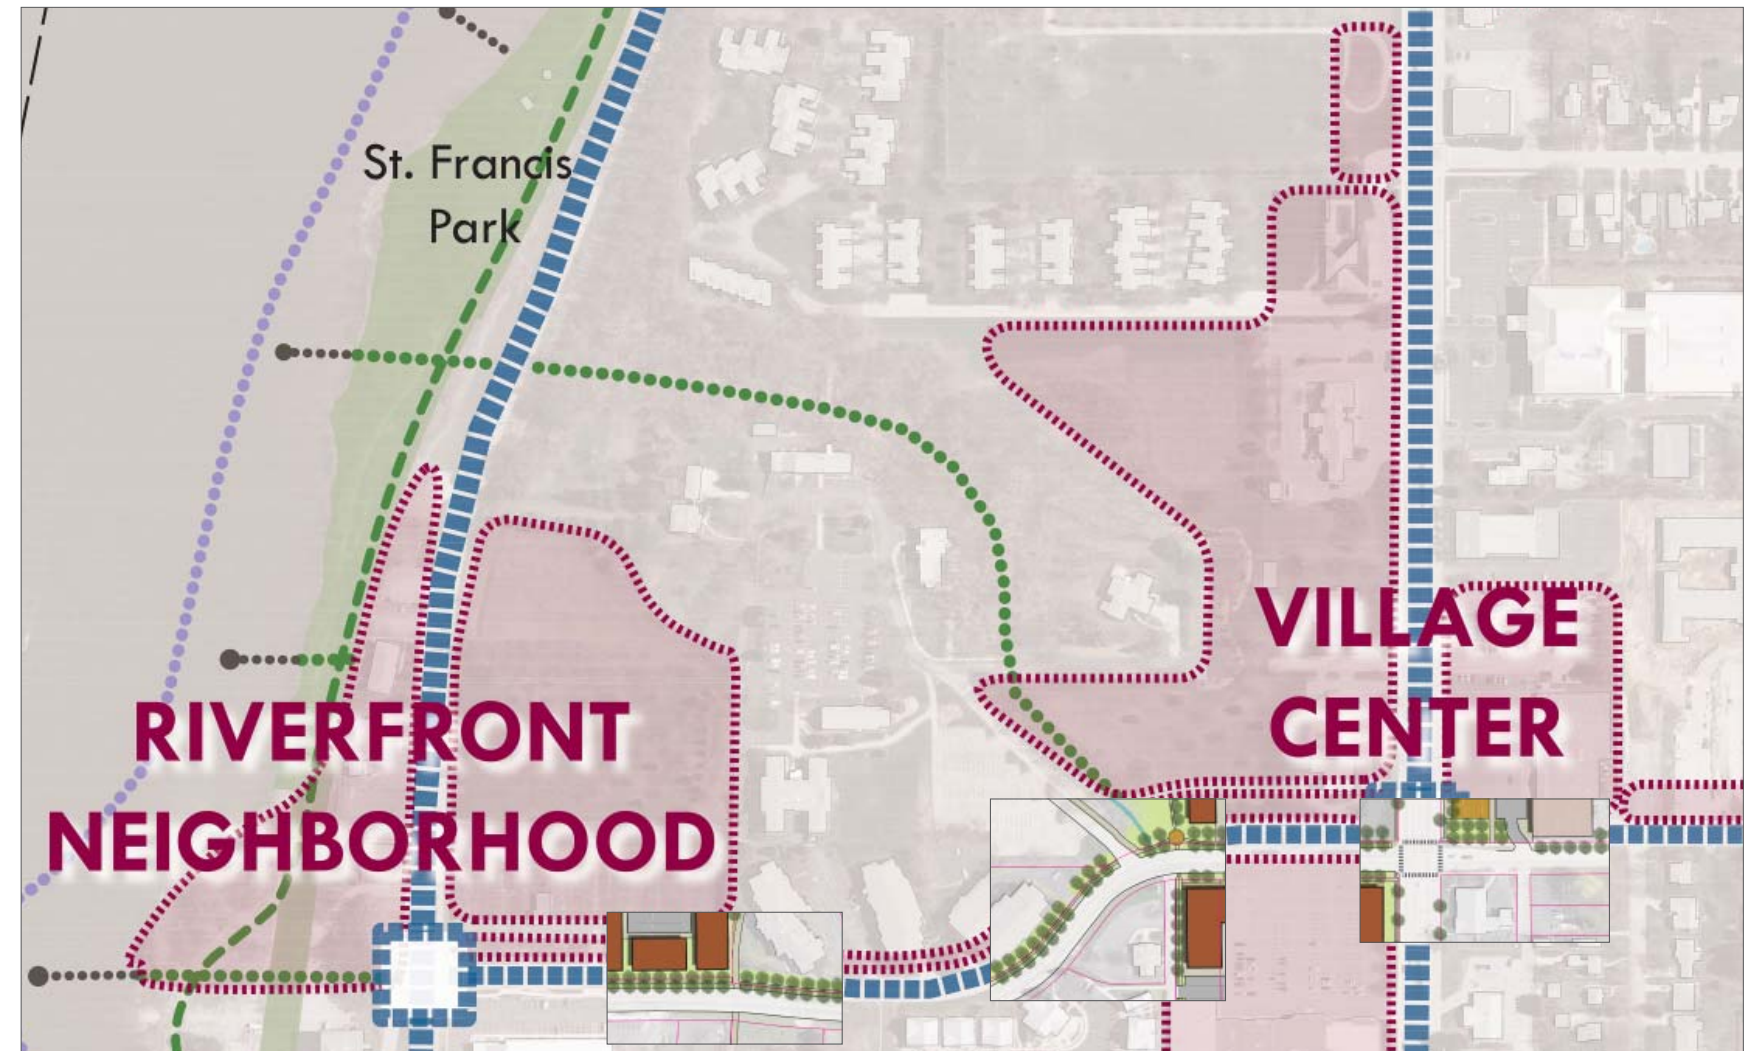 St. Francis
Park
VILLAGE
CENTER
RIVERFRONT
NEIGHBORHOOD